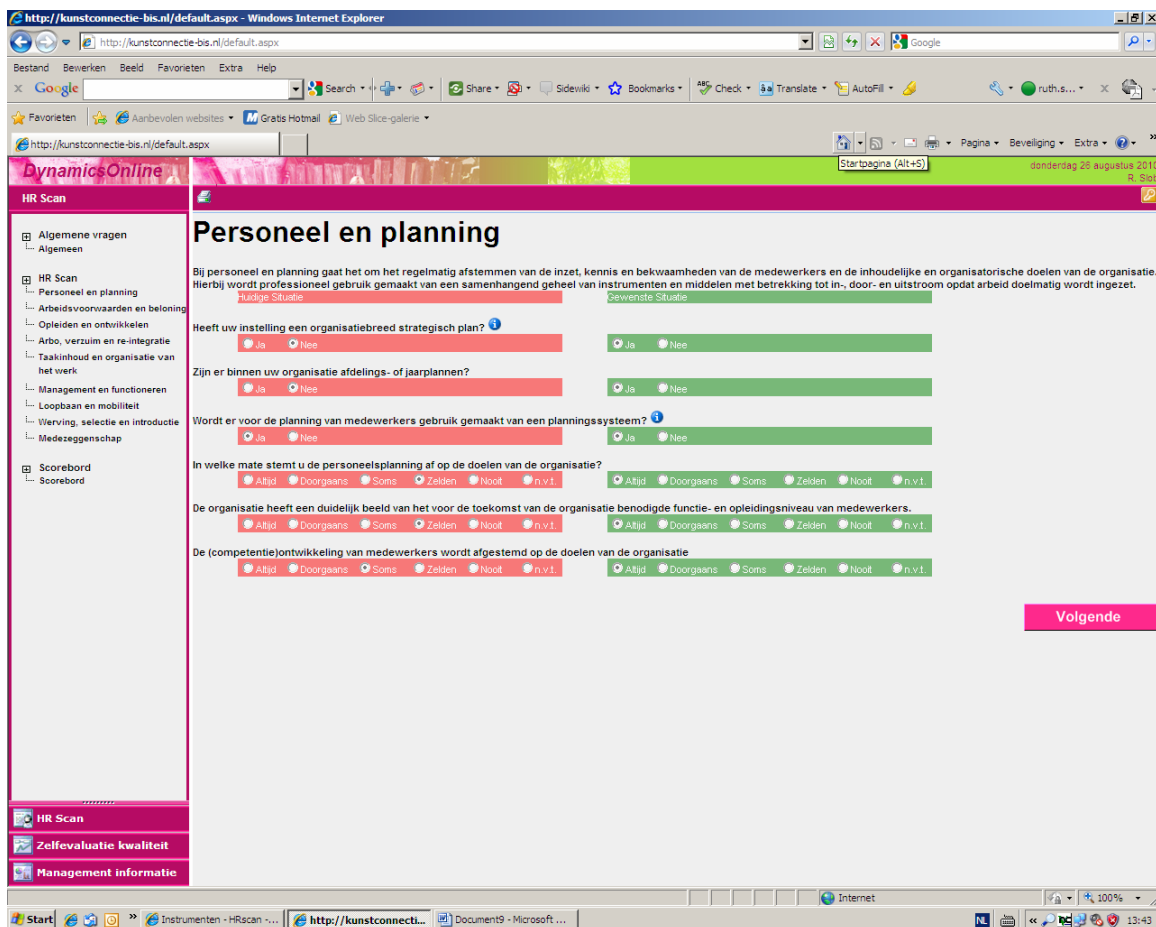 http://kunstconnectie-bis.nl/default.aspx - Windows Internet Explorer
http://kunstconnectie-bis.nl/default.aspx
Google
Bestand Bewerken Beeld Favorieten Extra Help
x Google Search Share Sidewiki Bookmarks Check Translate AutoFill ruth.s... x
Favorieten Aanbevolen websites Gratis Hotmail Web Slice-galerie
http://kunstconnectie-bis.nl/default.aspx Pagina Beveiliging Extra
Startpagina (Alt+S)
DynamicsOnline
donderdag 26 augustus 2010
R. Slot
HR Scan
Algemene vragen
Algemeen
HR Scan
Personeel en planning
Arbeidsvoorwaarden en beloning
Opleiden en ontwikkelen
Arbo, verzuim en re-integratie
Taakinhoud en organisatie van
het werk
Management en functioneren
Loopbaan en mobiliteit
Werving, selectie en introductie
Medezeggenschap
Scorebord
Scorebord
Personeel en planning
Bij personeel en planning gaat het om het regelmatig afstemmen van de inzet, kennis en bekwaamheden van de medewerkers en de inhoudelijke en organisatorische doelen van de organisatie.
Hierbij wordt professioneel gebruik gemaakt van een samenhangend geheel van instrumenten en middelen met betrekking tot in-, door- en uitstroom opdat arbeid doelmatig wordt ingezet.
Huidige Situatie Gewenste Situatie
Heeft uw instelling een organisatiebreed strategisch plan?
Ja Nee Ja Nee
Zijn er binnen uw organisatie afdelings- of jaarplannen?
Ja Nee Ja Nee
Wordt er voor de planning van medewerkers gebruik gemaakt van een planningssysteem?
Ja Nee Ja Nee
In welke mate stemt u de personeelsplanning af op de doelen van de organisatie?
Altijd Doorgaans Soms Zelden Nooit n.v.t. Altijd Doorgaans Soms Zelden Nooit n.v.t.
De organisatie heeft een duidelijk beeld van het voor de toekomst van de organisatie benodigde functie- en opleidingsniveau van medewerkers.
Altijd Doorgaans Soms Zelden Nooit n.v.t. Altijd Doorgaans Soms Zelden Nooit n.v.t.
De (competentie)ontwikkeling van medewerkers wordt afgestemd op de doelen van de organisatie
Altijd Doorgaans Soms Zelden Nooit n.v.t. Altijd Doorgaans Soms Zelden Nooit n.v.t.
Volgende
HR Scan
Zelfevaluatie kwaliteit
Management informatie
Internet 100%
Start Instrumenten - HRscan -... http://kunstconnecti... Document9 - Microsoft ... NL 13:43